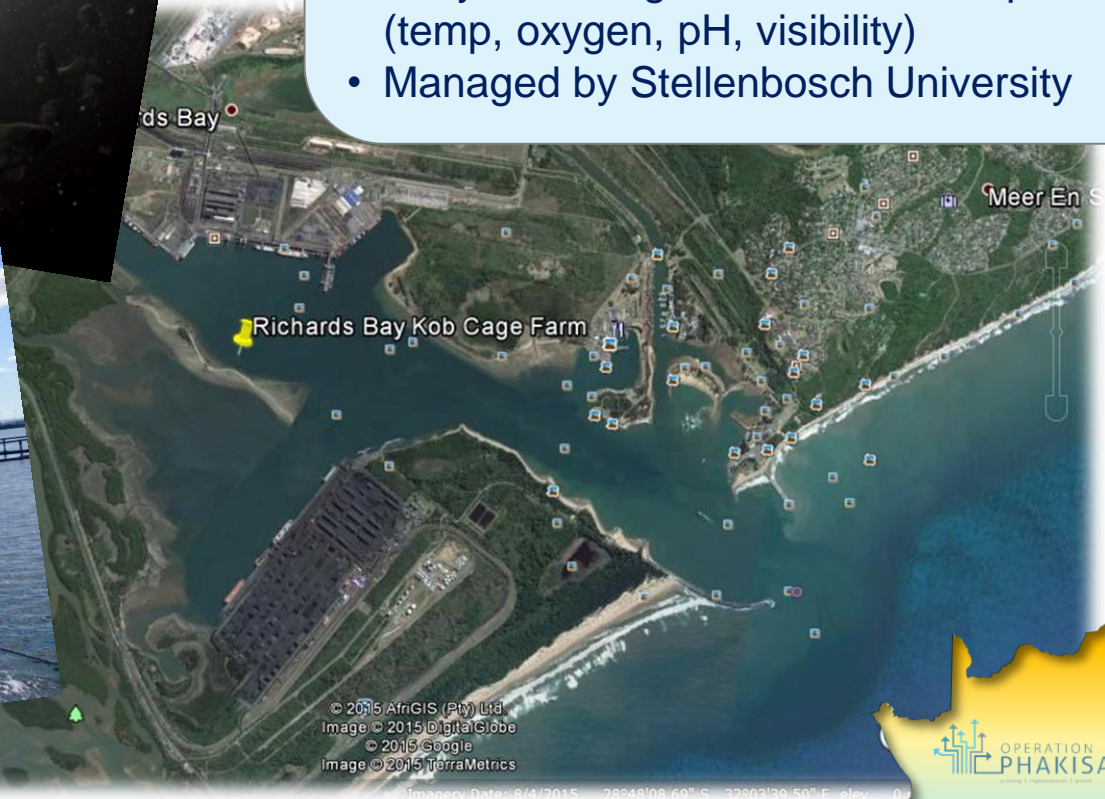 (temp, oxygen, pH, visibility)
• Managed by Stellenbosch University
rds Bay
Meer En S
Richards Bay Kob Cage Farm
© 2015 AfriGIS (Pty) Ltd.
Image © 2015 DigitalGlobe
© 2015 Google
Image © 2015 TerraMetrics
Imagery Date: 8/4/2015 28°48'08.69" S 32°03'39.50" E elev 0
OPERATION
PHAKISA